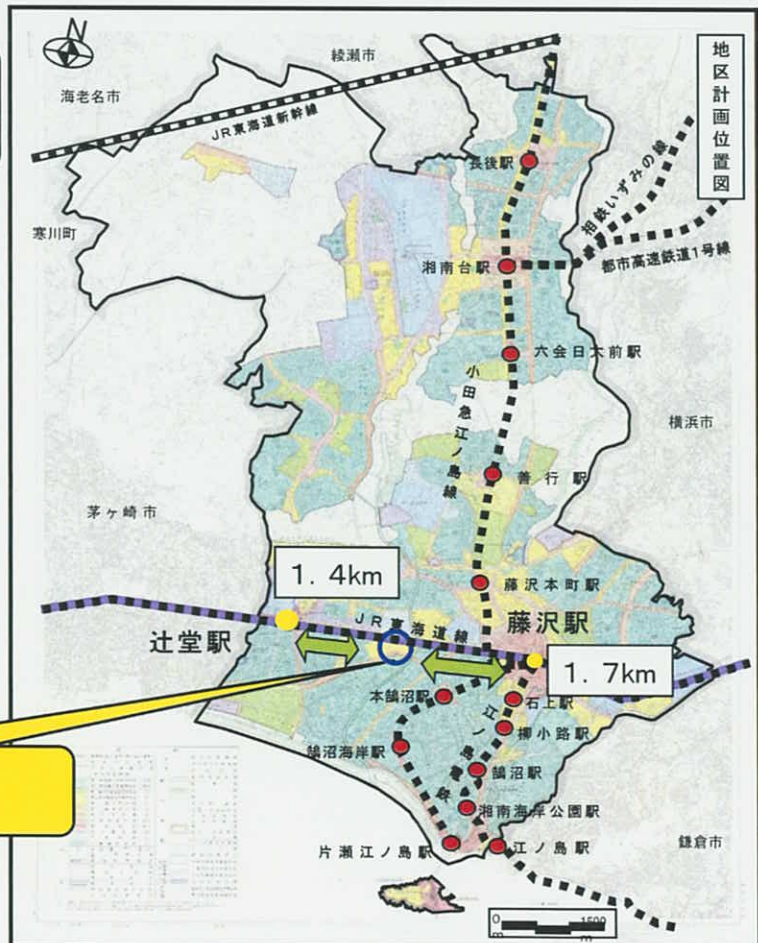 N
綾瀬市
海老名市
JR東海道新幹線
地区計画位置図
長後駅
相鉄いずみの線
寒川町
湘南台駅
都市高速鉄道1号線
六会日大前駅
小田急江ノ島線
横浜市
善行駅
茅ヶ崎市
1. 4km
藤沢本町駅
JR東海道線
藤沢駅
辻堂駅
1. 7km
本鵠沼駅
石上駅
江ノ島電鉄
柳小路駅
鵠沼海岸駅
鵠沼駅
湘南海岸公園駅
片瀬江ノ島駅
江ノ島駅
鎌倉市
0m
1500m